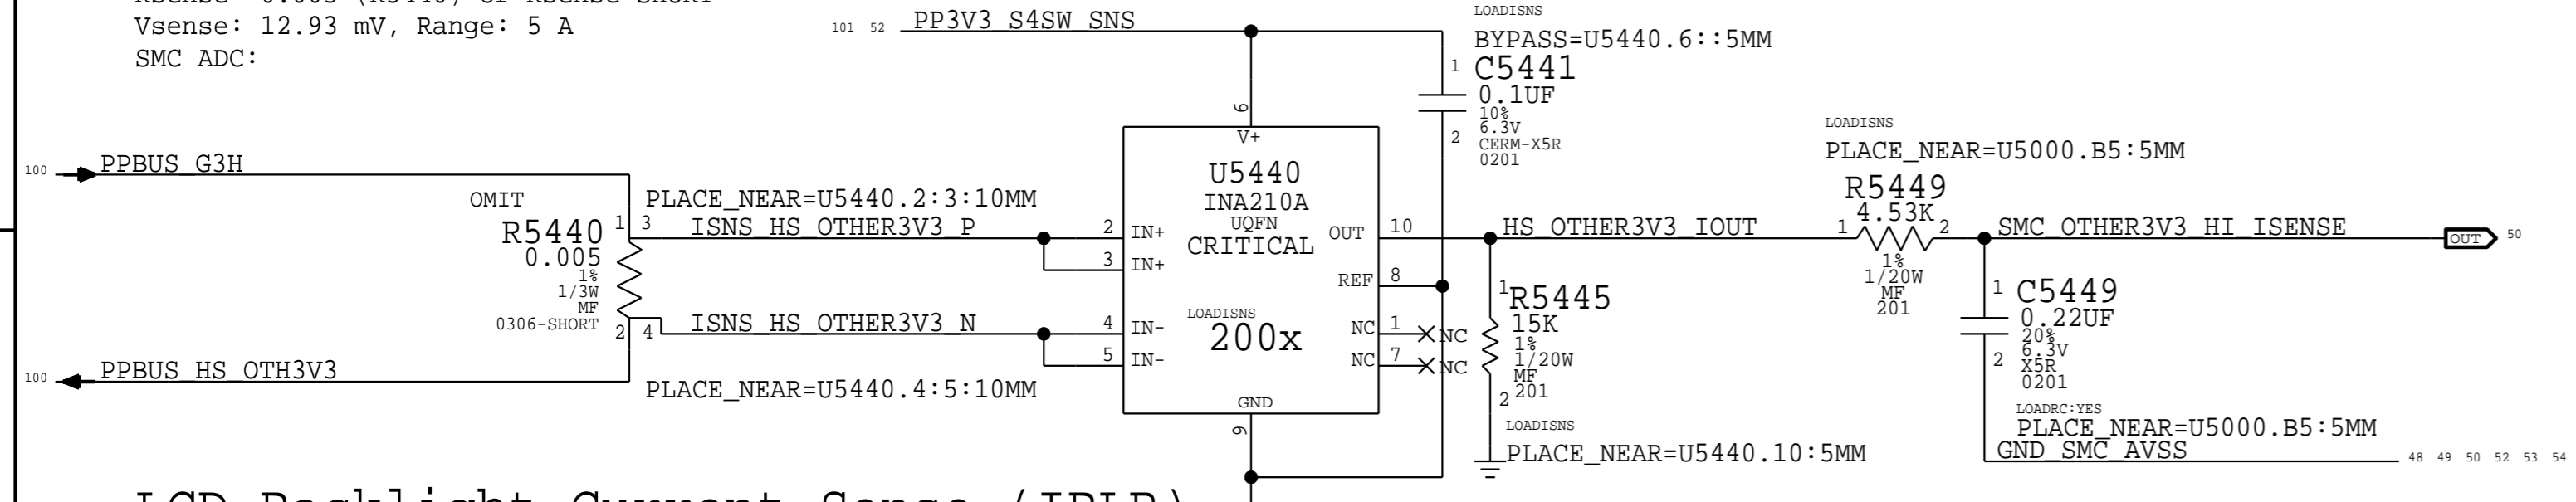 Vsense: 12.93 mV, Range: 5 A
SMC ADC:
101 52 PP3V3_S4SW_SNS
LOADISNS
BYPASS=U5440.6::5MM
1 C5441
0.1UF
10%
6.3V
2 CERM-X5R
0201
6
V+
LOADISNS
PLACE_NEAR=U5000.B5:5MM
100 PPBUS_G3H
OMIT
PLACE_NEAR=U5440.2:3:10MM
R5440 1 3 ISNS_HS_OTHER3V3_P
0.005
1%
1/3W
MF
0306-SHORT
2 4 ISNS_HS_OTHER3V3_N
100 PPBUS_HS_OTH3V3
PLACE_NEAR=U5440.4:5:10MM
U5440
INA210A
UQFN
CRITICAL
LOADISNS
200x
2 IN+
3 IN+
4 IN-
5 IN-
OUT 10
REF 8
NC 1 NC
NC 7 NC
GND
9
HS_OTHER3V3_IOUT
1 R5445
15K
1%
1/20W
MF
2 201
LOADISNS
PLACE_NEAR=U5440.10:5MM
R5449
1 4.53K 2
1%
1/20W
MF
201
SMC_OTHER3V3_HI_ISENSE
OUT 50
1 C5449
0.22UF
20%
6.3V
2 X5R
0201
LOADRC:YES
PLACE_NEAR=U5000.B5:5MM
GND_SMC_AVSS
48 49 50 52 53 54